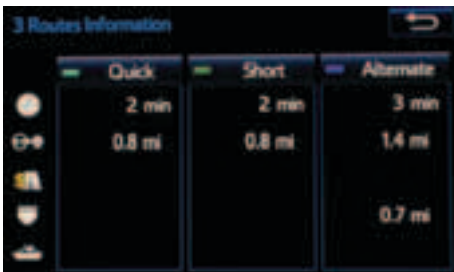 3 Routes Information
Quick Short Alternate
2 min 2 min 3 min
0.8 mi 0.8 mi 1.4 mi
0.7 mi